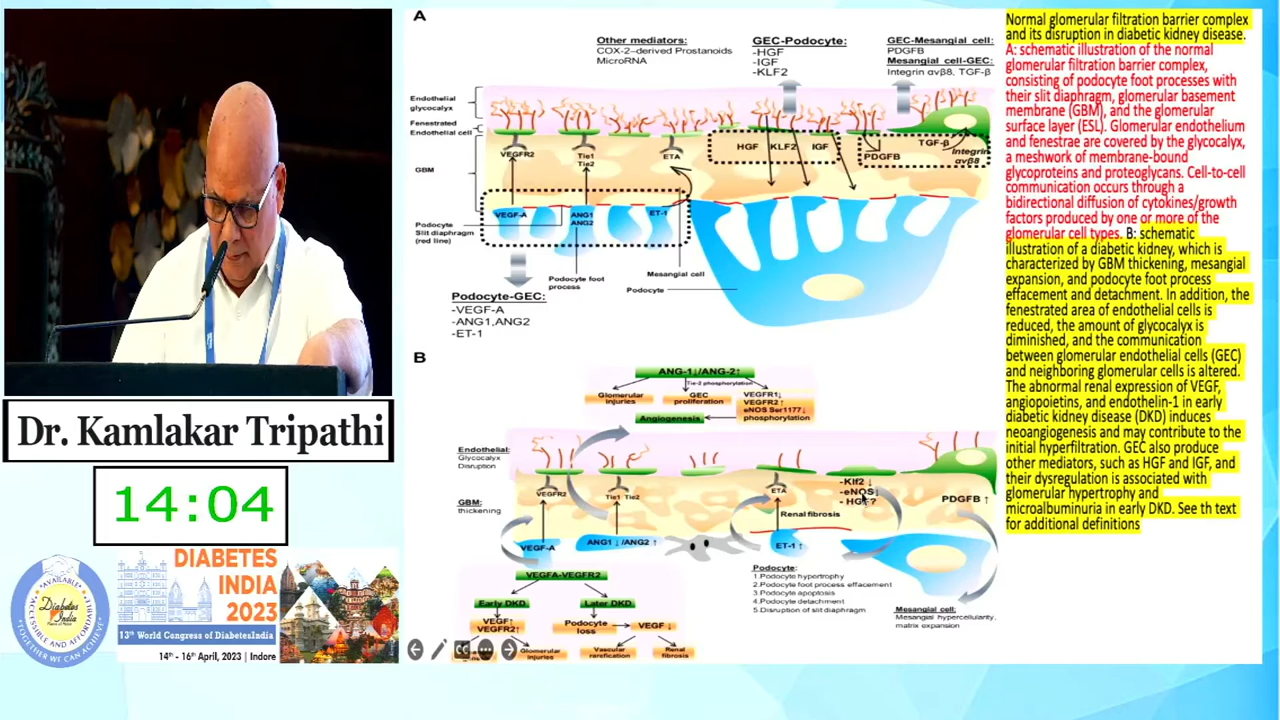 Dr. Kamlakar Tripathi
14:04
AVAILABLE
ACCESSIBLE AND AFFORDABLE
TOGETHER WE CAN ACHIEVE
Diabetes
India
DIABETES
INDIA
2023
13th World Congress of DiabetesIndia
14th - 16th April, 2023 | Indore
A
Other mediators:
COX-2–derived Prostanoids
MicroRNA
GEC-Podocyte:
-HGF
-IGF
-KLF2
GEC-Mesangial cell:
PDGFB
Mesangial cell-GEC:
Integrin αvβ8, TGF-β
Endothelial
glycocalyx
Fenestrated
Endothelial cell
GBM
VEGFR2
Tie1
Tie2
ETA
HGF KLF2 IGF
PDGFB
TGF-β
Integrin
αvβ8
VEGF-A
ANG1
ANG2
ET-1
Podocyte
Slit diaphragm
(red line)
Podocyte foot
process
Mesangial cell
Podocyte
Podocyte-GEC:
-VEGF-A
-ANG1,ANG2
-ET-1
B
ANG-1↓/ANG-2↑
Tie-2 phosphorylation
Glomerular
injuries
GEC
proliferation
VEGFR1↓
VEGFR2↑
eNOS Ser1177↓
phosphorylation
Angiogenesis
Endothelial:
Glycocalyx
Disruption
GBM:
thickening
VEGFR2
Tie1 Tie2
ETA
-Klf2 ↓
-eNOS↓
- HGF?
PDGFB ↑
Renal fibrosis
VEGF-A
ANG1 ↓/ANG2 ↑
ET-1 ↑
VEGFA-VEGFR2
Early DKD
Later DKD
VEGF↑
VEGFR2↑
Podocyte
loss
VEGF ↓
Glomerular
injuries
Vascular
rarefication
Renal
fibrosis
Podocyte:
1.Podocyte hypertrophy
2.Podocyte foot process effacement
3.Podocyte apoptosis
4.Podocyte detachment
5.Disruption of slit diaphragm
Mesangial cell:
Mesangial hypercellularity,
matrix expansion
Normal glomerular filtration barrier complex
and its disruption in diabetic kidney disease.
A: schematic illustration of the normal
glomerular filtration barrier complex,
consisting of podocyte foot processes with
their slit diaphragm, glomerular basement
membrane (GBM), and the glomerular
surface layer (ESL). Glomerular endothelium
and fenestrae are covered by the glycocalyx,
a meshwork of membrane-bound
glycoproteins and proteoglycans. Cell-to-cell
communication occurs through a
bidirectional diffusion of cytokines/growth
factors produced by one or more of the
glomerular cell types. B: schematic
illustration of a diabetic kidney, which is
characterized by GBM thickening, mesangial
expansion, and podocyte foot process
effacement and detachment. In addition, the
fenestrated area of endothelial cells is
reduced, the amount of glycocalyx is
diminished, and the communication
between glomerular endothelial cells (GEC)
and neighboring glomerular cells is altered.
The abnormal renal expression of VEGF,
angiopoietins, and endothelin-1 in early
diabetic kidney disease (DKD) induces
neoangiogenesis and may contribute to the
initial hyperfiltration. GEC also produce
other mediators, such as HGF and IGF, and
their dysregulation is associated with
glomerular hypertrophy and
microalbuminuria in early DKD. See th text
for additional definitions